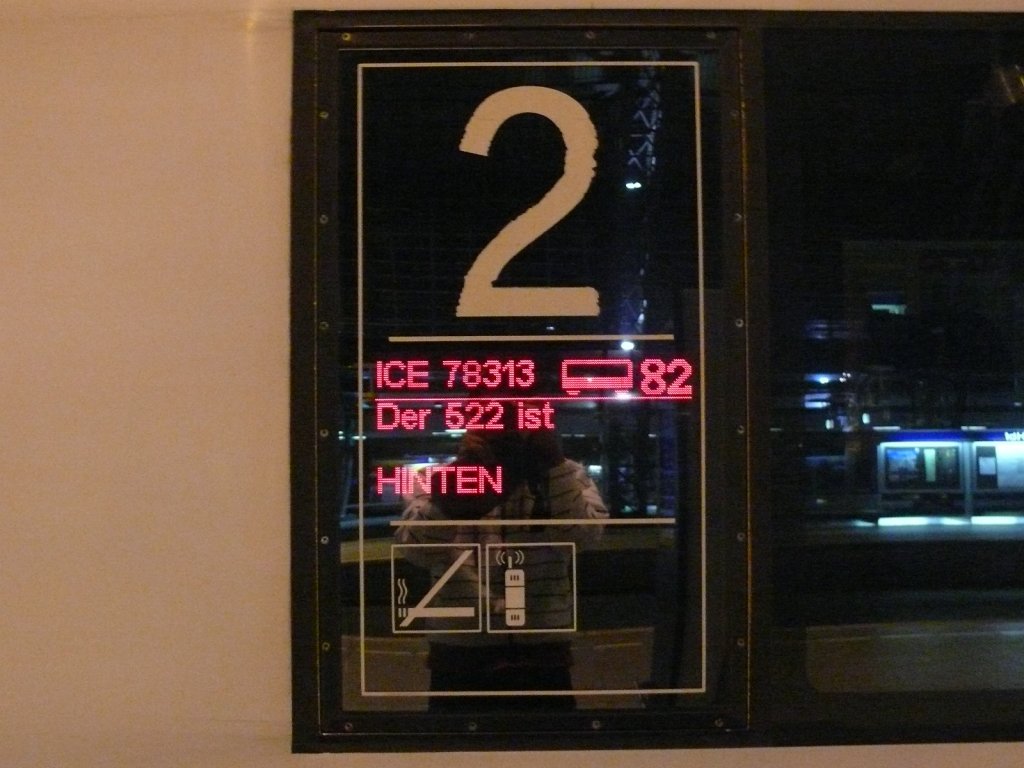 2
ICE 78313 82
Der 522 ist
HINTEN